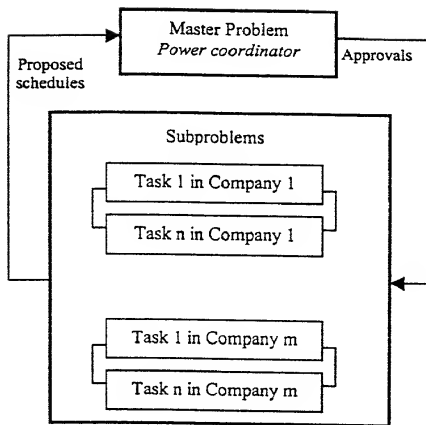 Master Problem
Power coordinator
Proposed
schedules
Approvals
Subproblems
Task 1 in Company 1
Task n in Company 1
Task 1 in Company m
Task n in Company m